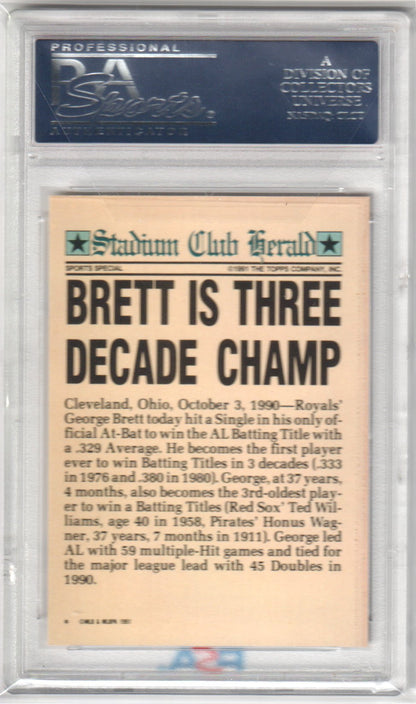 PROFESSIONAL
PSA
Sports
AUTHENTICATOR
A
DIVISION OF
COLLECTORS
UNIVERSE
NASDAQ: CLCT
Stadium Club Herald
SPORTS SPECIAL ©1991 THE TOPPS COMPANY, INC.
BRETT IS THREE
DECADE CHAMP
Cleveland, Ohio, October 3, 1990—Royals'
George Brett today hit a Single in his only of-
ficial At-Bat to win the AL Batting Title with
a .329 Average. He becomes the first player
ever to win Batting Titles in 3 decades (.333
in 1976 and .380 in 1980). George, at 37 years,
4 months, also becomes the 3rd-oldest play-
er to win a Batting Titles (Red Sox' Ted Wil-
liams, age 40 in 1958, Pirates' Honus Wag-
ner, 37 years, 7 months in 1911). George led
AL with 59 multiple-Hit games and tied for
the major league lead with 45 Doubles in
1990.
PSA